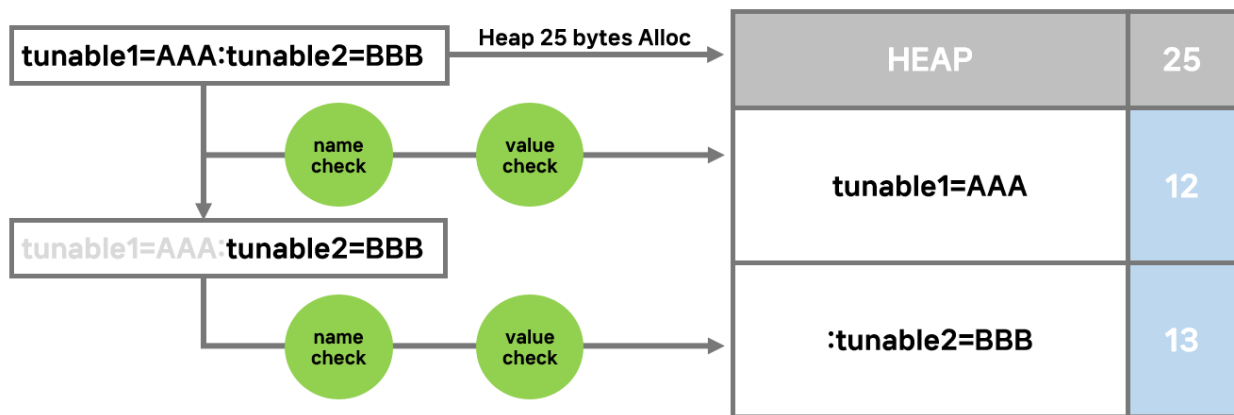 tunable1=AAA:tunable2=BBB
Heap 25 bytes Alloc
HEAP
25
name
check
value
check
tunable1=AAA
12
tunable1=AAA:tunable2=BBB
name
check
value
check
:tunable2=BBB
13